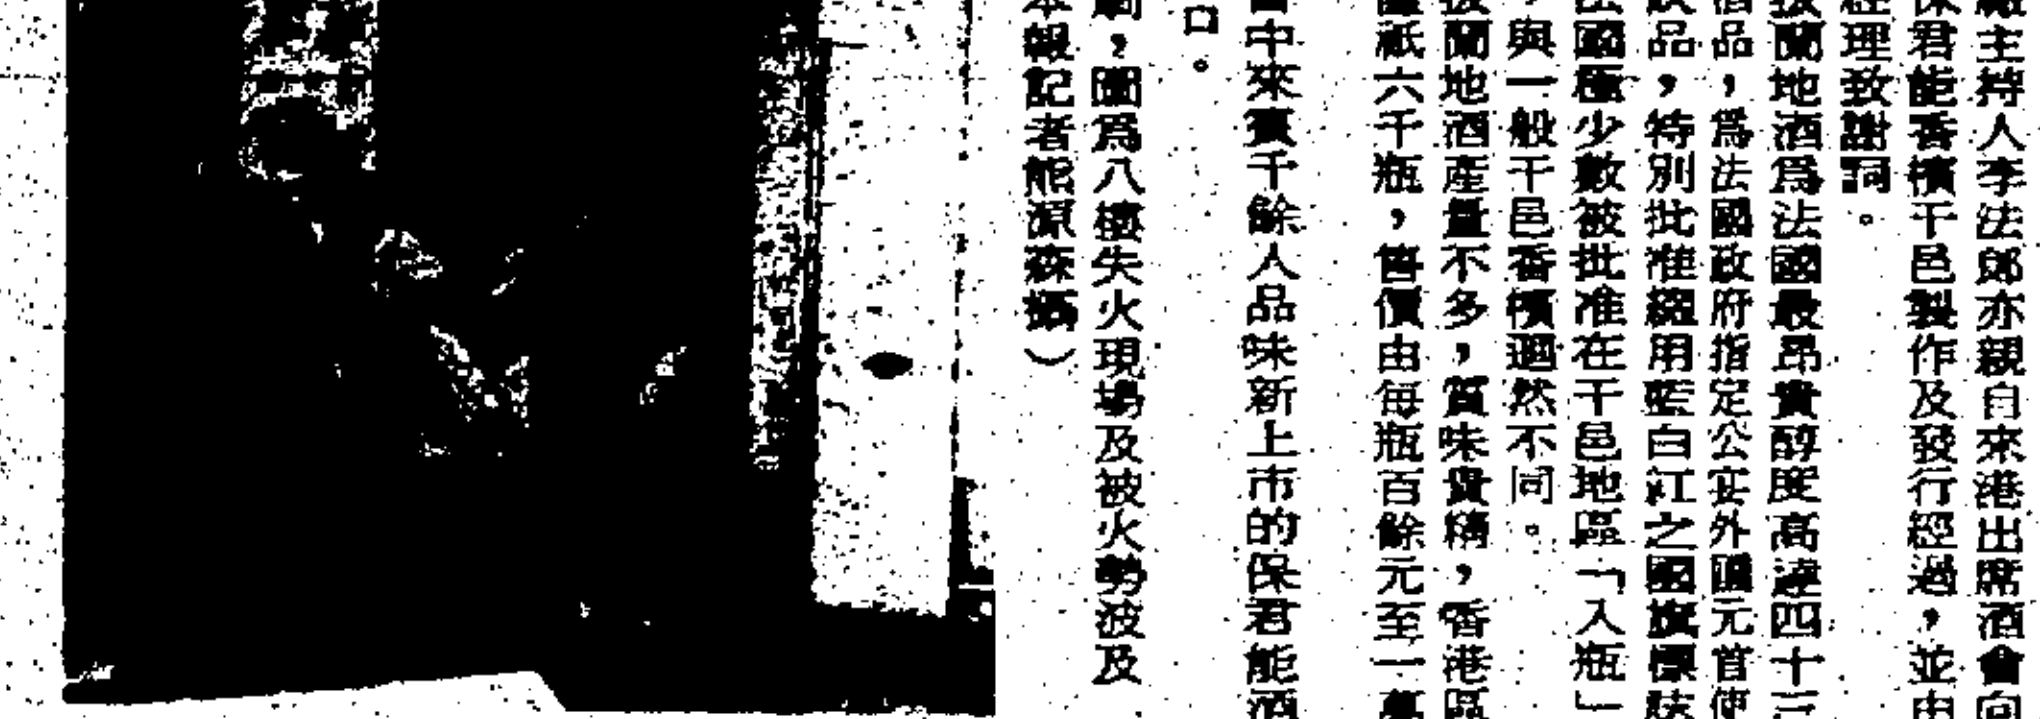 主持人李法郎亦親自來港出席酒會向
保君能香檳干邑製作及發行經過，並由
經理致謝詞。
拔蘭地酒爲法國最昂貴醇度高達四十三
酒品，爲法國政府指定公宴外國元首使
飲品，特別批准纏用藍白紅之國旗標誌
法國極少數被批准在干邑地區「入瓶」
，與一般干邑香檳迥然不同。
拔蘭地酒產量不多，質味貴精，香港區
祇六千瓶，售價由每瓶百餘元至一萬
會中來賓千餘人品味新上市的保君能酒
口。
，圖爲八樓失火現場及被火勢波及
本報記者熊源森攝）